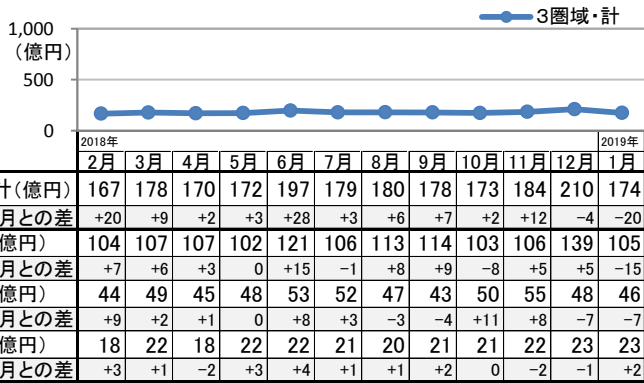 3圏域・計
1,000
(億円)
500
0
2018年 2019年
2月 3月 4月 5月 6月 7月 8月 9月 10月 11月 12月 1月
計(億円) 167 178 170 172 197 179 180 178 173 184 210 174
月との差 +20 +9 +2 +3 +28 +3 +6 +7 +2 +12 −4 −20
億円) 104 107 107 102 121 106 113 114 103 106 139 105
月との差 +7 +6 +3 0 +15 −1 +8 +9 −8 +5 +5 −15
億円) 44 49 45 48 53 52 47 43 50 55 48 46
月との差 +9 +2 +1 0 +8 +3 −3 −4 +11 +8 −7 −7
億円) 18 22 18 22 22 21 20 21 21 22 23 23
月との差 +3 +1 −2 +3 +4 +1 +1 +2 0 −2 −1 +2